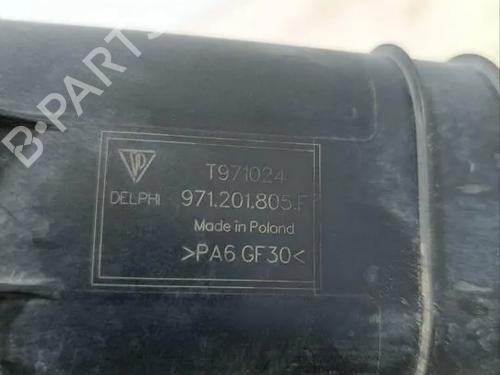 B-PARTS
T971024
DELPHI 971.201.805.F
Made in Poland
>PA6 GF30<